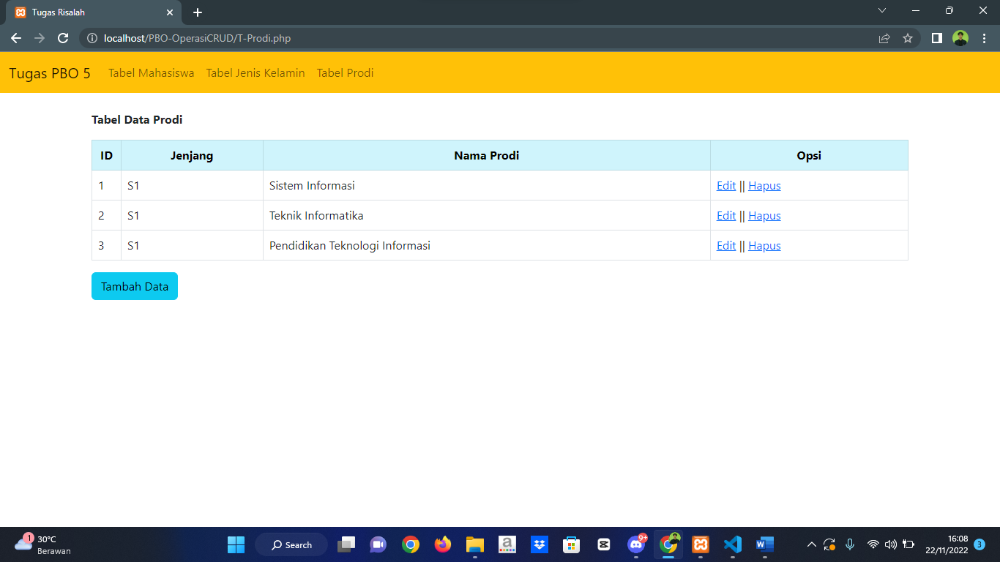 Tugas Risalah
localhost/PBO-OperasiCRUD/T-Prodi.php
Tugas PBO 5 Tabel Mahasiswa Tabel Jenis Kelamin Tabel Prodi
Tabel Data Prodi
ID Jenjang Nama Prodi Opsi
1 S1 Sistem Informasi Edit || Hapus
2 S1 Teknik Informatika Edit || Hapus
3 S1 Pendidikan Teknologi Informasi Edit || Hapus
Tambah Data
1 30°C
Berawan
Search
a
9+
W
16:08
22/11/2022 3